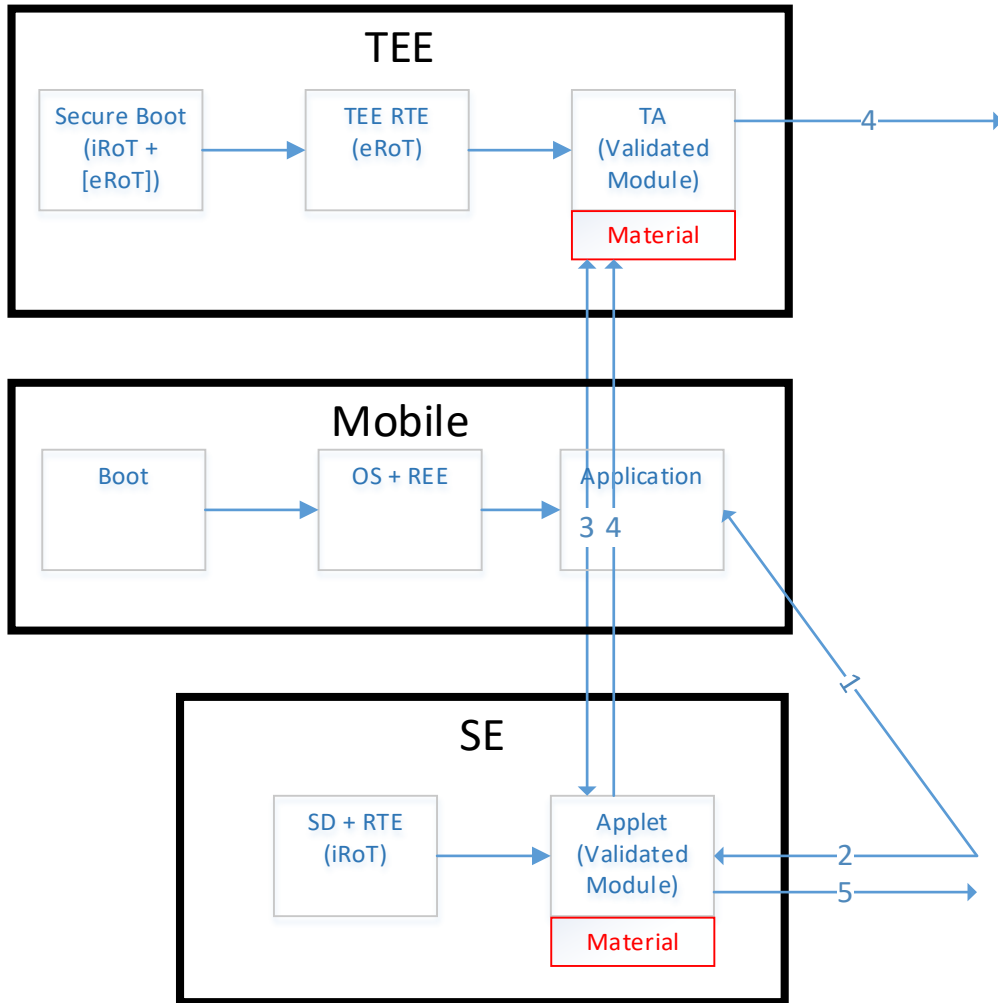 TEE
Secure Boot
(iRoT +
[eRoT])
TEE RTE
(eRoT)
TA
(Validated
Module)
Material
4
Mobile
Boot
OS + REE
Application
3
4
1
SE
SD + RTE
(iRoT)
Applet
(Validated
Module)
Material
2
5